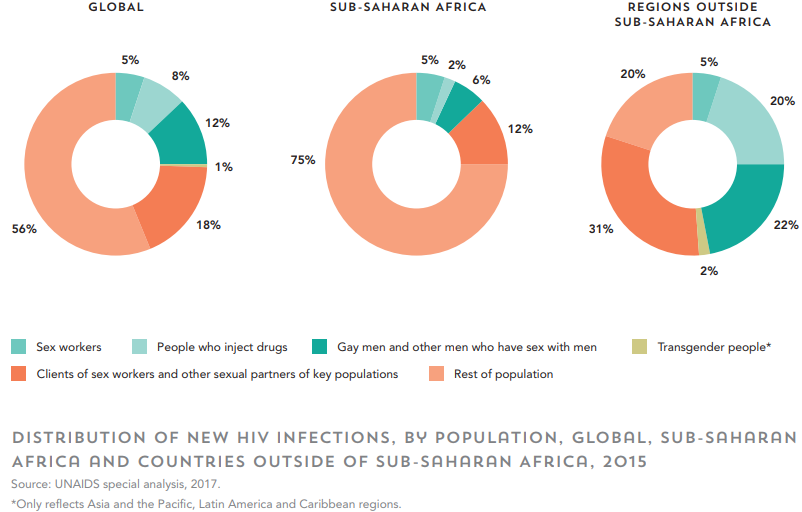 GLOBAL
5%
8%
12%
1%
18%
56%
SUB-SAHARAN AFRICA
5%
2%
6%
12%
75%
REGIONS OUTSIDE
SUB-SAHARAN AFRICA
5%
20%
22%
2%
31%
20%
Sex workers
People who inject drugs
Gay men and other men who have sex with men
Transgender people*
Clients of sex workers and other sexual partners of key populations
Rest of population
DISTRIBUTION OF NEW HIV INFECTIONS, BY POPULATION, GLOBAL, SUB-SAHARAN
AFRICA AND COUNTRIES OUTSIDE OF SUB-SAHARAN AFRICA, 2015
Source: UNAIDS special analysis, 2017.
*Only reflects Asia and the Pacific, Latin America and Caribbean regions.